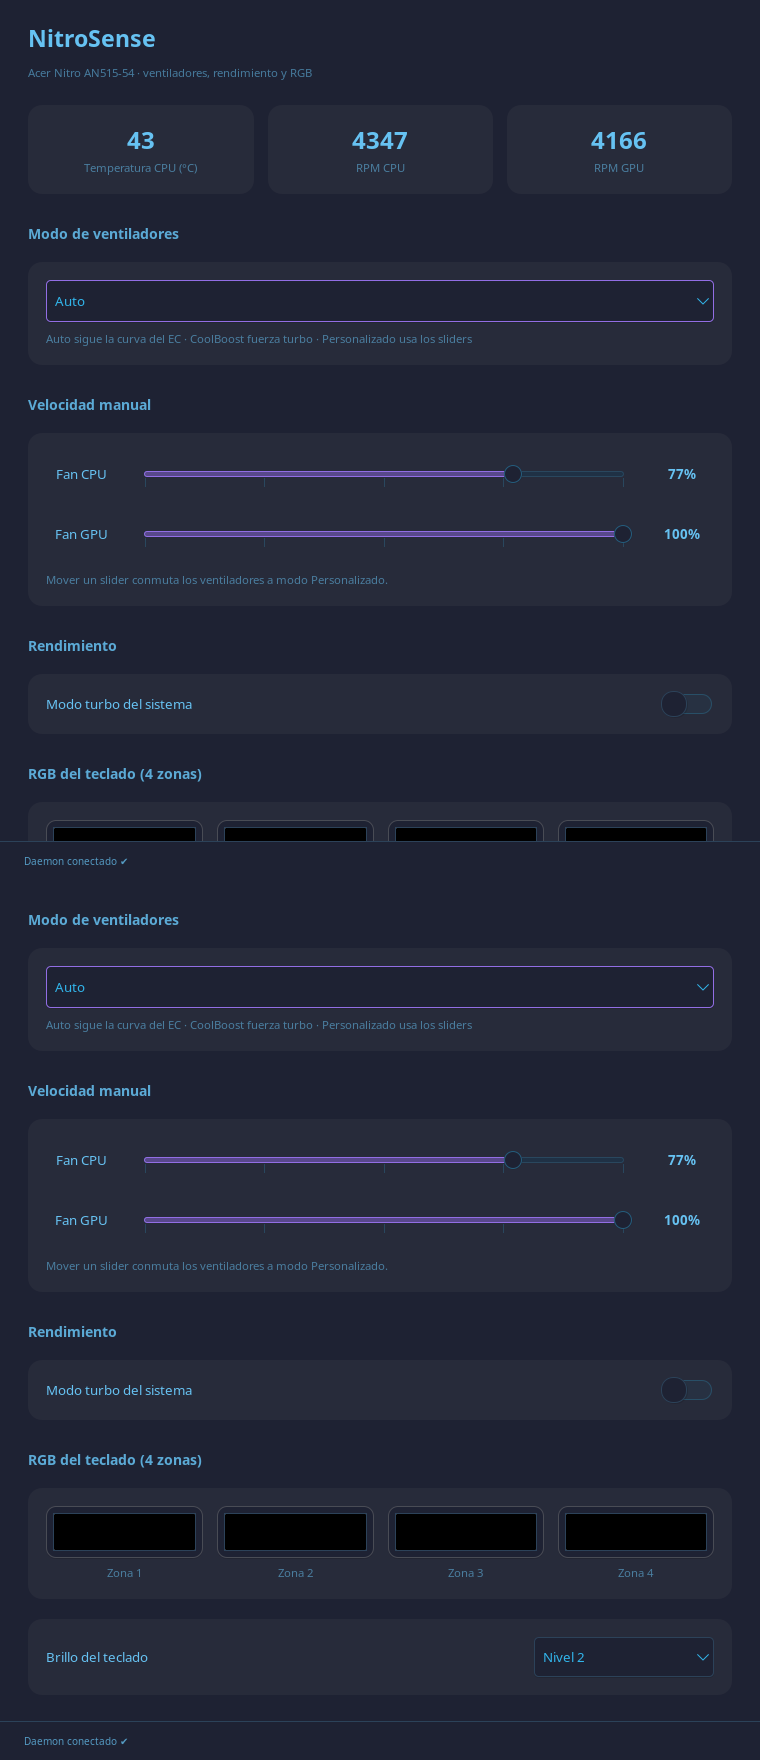 NitroSense
Acer Nitro AN515-54 · ventiladores, rendimiento y RGB
43
Temperatura CPU (°C)
4347
RPM CPU
4166
RPM GPU
Modo de ventiladores
Auto
Auto sigue la curva del EC · CoolBoost fuerza turbo · Personalizado usa los sliders
Velocidad manual
Fan CPU
77%
Fan GPU
100%
Mover un slider conmuta los ventiladores a modo Personalizado.
Rendimiento
Modo turbo del sistema
RGB del teclado (4 zonas)
Daemon conectado ✔
Modo de ventiladores
Auto
Auto sigue la curva del EC · CoolBoost fuerza turbo · Personalizado usa los sliders
Velocidad manual
Fan CPU
77%
Fan GPU
100%
Mover un slider conmuta los ventiladores a modo Personalizado.
Rendimiento
Modo turbo del sistema
RGB del teclado (4 zonas)
Zona 1
Zona 2
Zona 3
Zona 4
Brillo del teclado
Nivel 2
Daemon conectado ✔